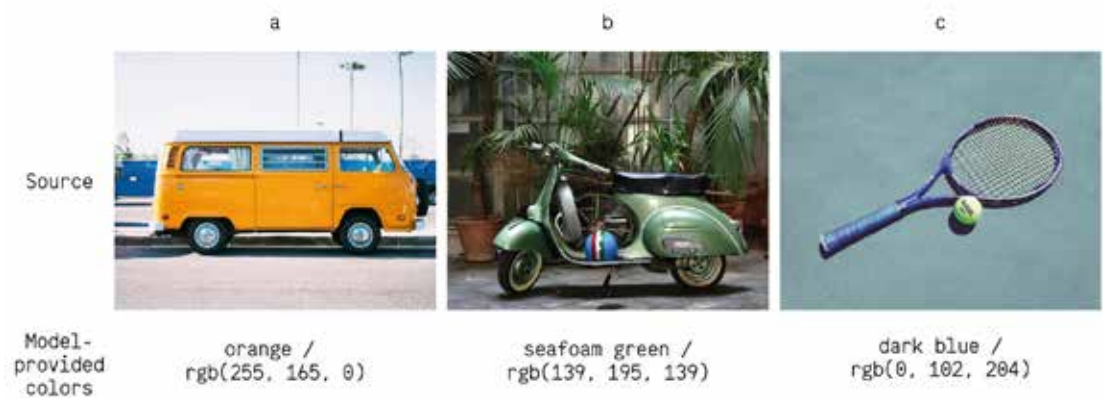 a b c
Source
Model-
provided
colors
orange /
rgb(255, 165, 0)
seafoam green /
rgb(139, 195, 139)
dark blue /
rgb(0, 102, 204)